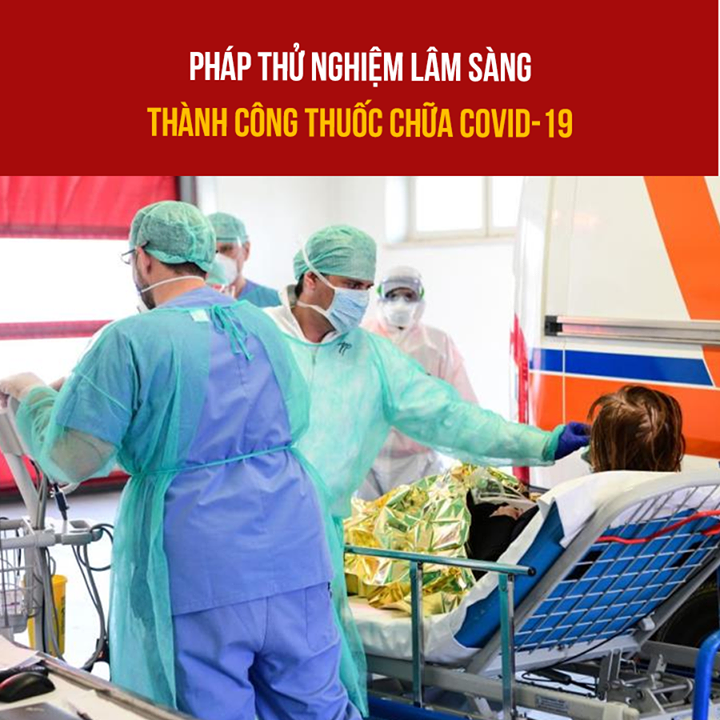 PHÁP THỬ NGHIỆM LÂM SÀNG
THÀNH CÔNG THUỐC CHỮA COVID-19